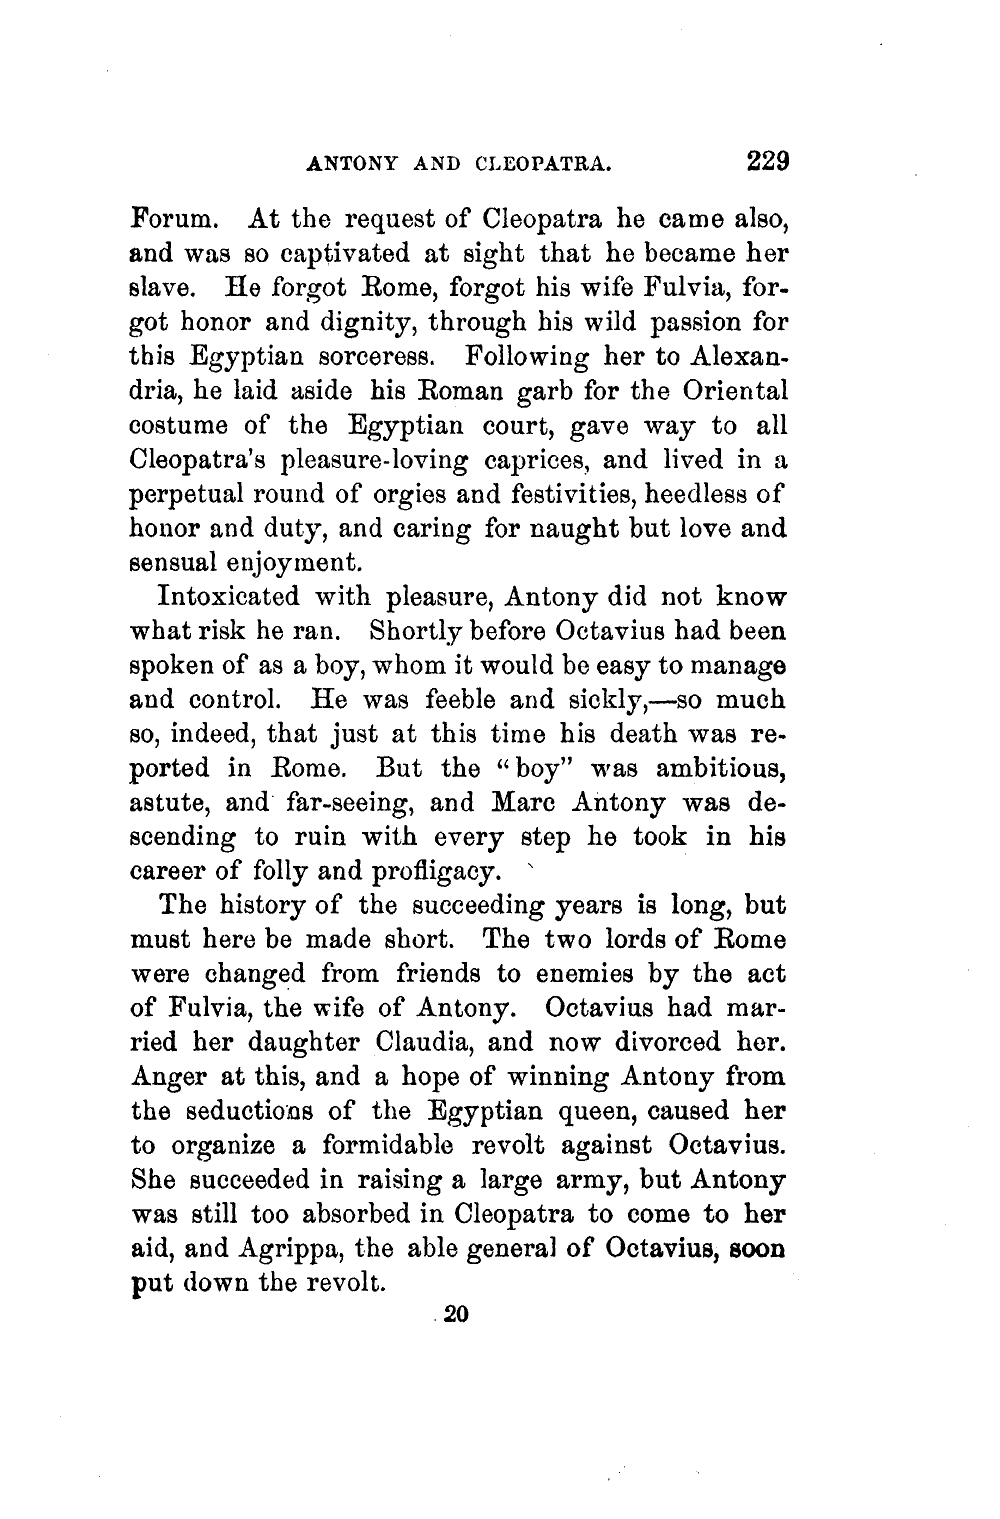 ANTONY AND CLEOPATRA. 229
Forum. At the request of Cleopatra he came also,
and was so captivated at sight that he became her
slave. He forgot Rome, forgot his wife Fulvia, for-
got honor and dignity, through his wild passion for
this Egyptian sorceress. Following her to Alexan-
dria, he laid aside his Roman garb for the Oriental
costume of the Egyptian court, gave way to all
Cleopatra's pleasure-loving caprices, and lived in a
perpetual round of orgies and festivities, heedless of
honor and duty, and caring for naught but love and
sensual enjoyment.
Intoxicated with pleasure, Antony did not know
what risk he ran. Shortly before Octavius had been
spoken of as a boy, whom it would be easy to manage
and control. He was feeble and sickly,—so much
so, indeed, that just at this time his death was re-
ported in Rome. But the “boy” was ambitious,
astute, and far-seeing, and Marc Antony was de-
scending to ruin with every step he took in his
career of folly and profligacy.
The history of the succeeding years is long, but
must here be made short. The two lords of Rome
were changed from friends to enemies by the act
of Fulvia, the wife of Antony. Octavius had mar-
ried her daughter Claudia, and now divorced her.
Anger at this, and a hope of winning Antony from
the seductions of the Egyptian queen, caused her
to organize a formidable revolt against Octavius.
She succeeded in raising a large army, but Antony
was still too absorbed in Cleopatra to come to her
aid, and Agrippa, the able general of Octavius, soon
put down the revolt.
20